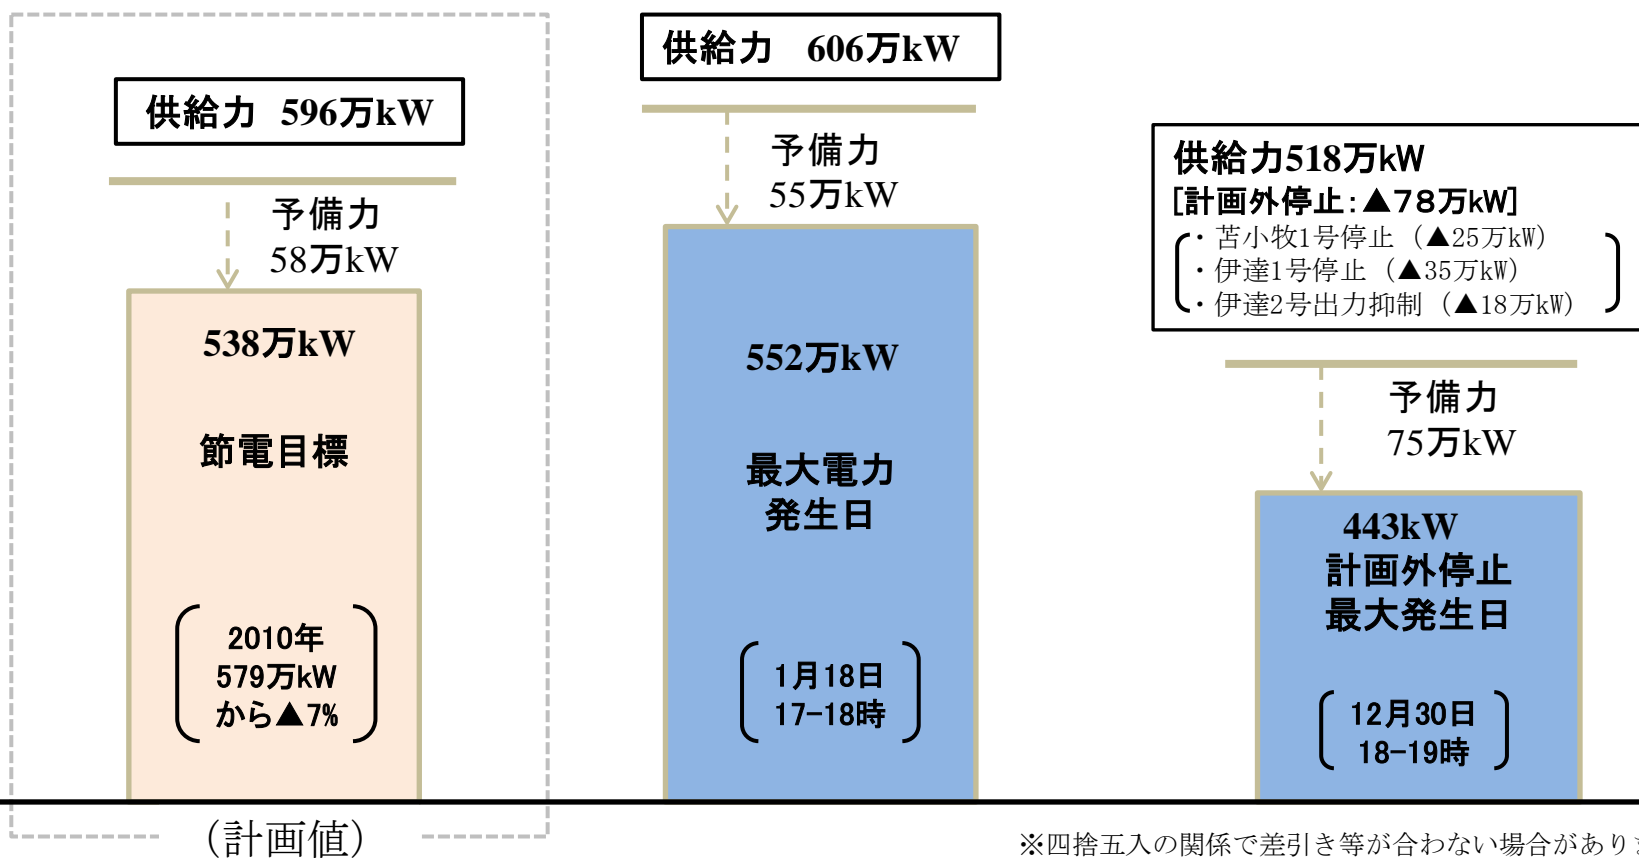 供給力 596万kW
予備力
58万kW
538万kW
節電目標
2010年
579万kW
から▲7%
(計画値)
供給力 606万kW
予備力
55万kW
552万kW
最大電力
発生日
1月18日
17-18時
供給力518万kW
[計画外停止:▲78万kW]
・苫小牧1号停止(▲25万kW)
・伊達1号停止(▲35万kW)
・伊達2号出力抑制(▲18万kW)
予備力
75万kW
443kW
計画外停止
最大発生日
12月30日
18-19時
※四捨五入の関係で差引き等が合わない場合があり